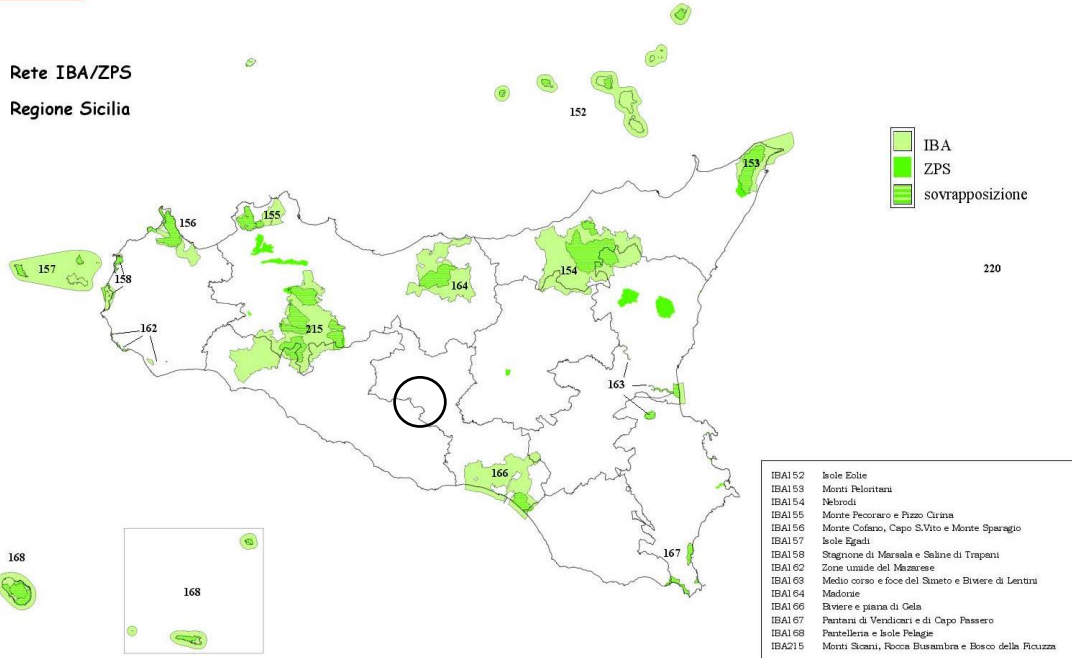 Rete IBA/ZPS
Regione Sicilia
152
153
IBA
ZPS
sovrapposizione
156
155
157
158
154
164
220
162
215
163
166
167
168
168
IBA152 Isole Eolie
IBA153 Monti Peloritani
IBA154 Nebrodi
IBA155 Monte Pecoraro e Pizzo Cirina
IBA156 Monte Cofano, Capo S.Vito e Monte Sparagio
IBA157 Isole Egadi
IBA158 Stagnone di Marsala e Saline di Trapani
IBA162 Zone umide del Mazarese
IBA163 Medio corso e foce del Simeto e Biviere di Lentini
IBA164 Madonie
IBA166 Biviere e piana di Gela
IBA167 Pantani di Vendicari e di Capo Passero
IBA168 Pantelleria e Isole Pelagie
IBA215 Monti Sicani, Rocca Busambra e Bosco della Ficuzza